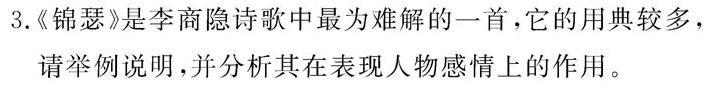 3.《锦瑟》是李商隐诗歌中最为难解的一首,它的用典较多,
请举例说明,并分析其在表现人物感情上的作用。